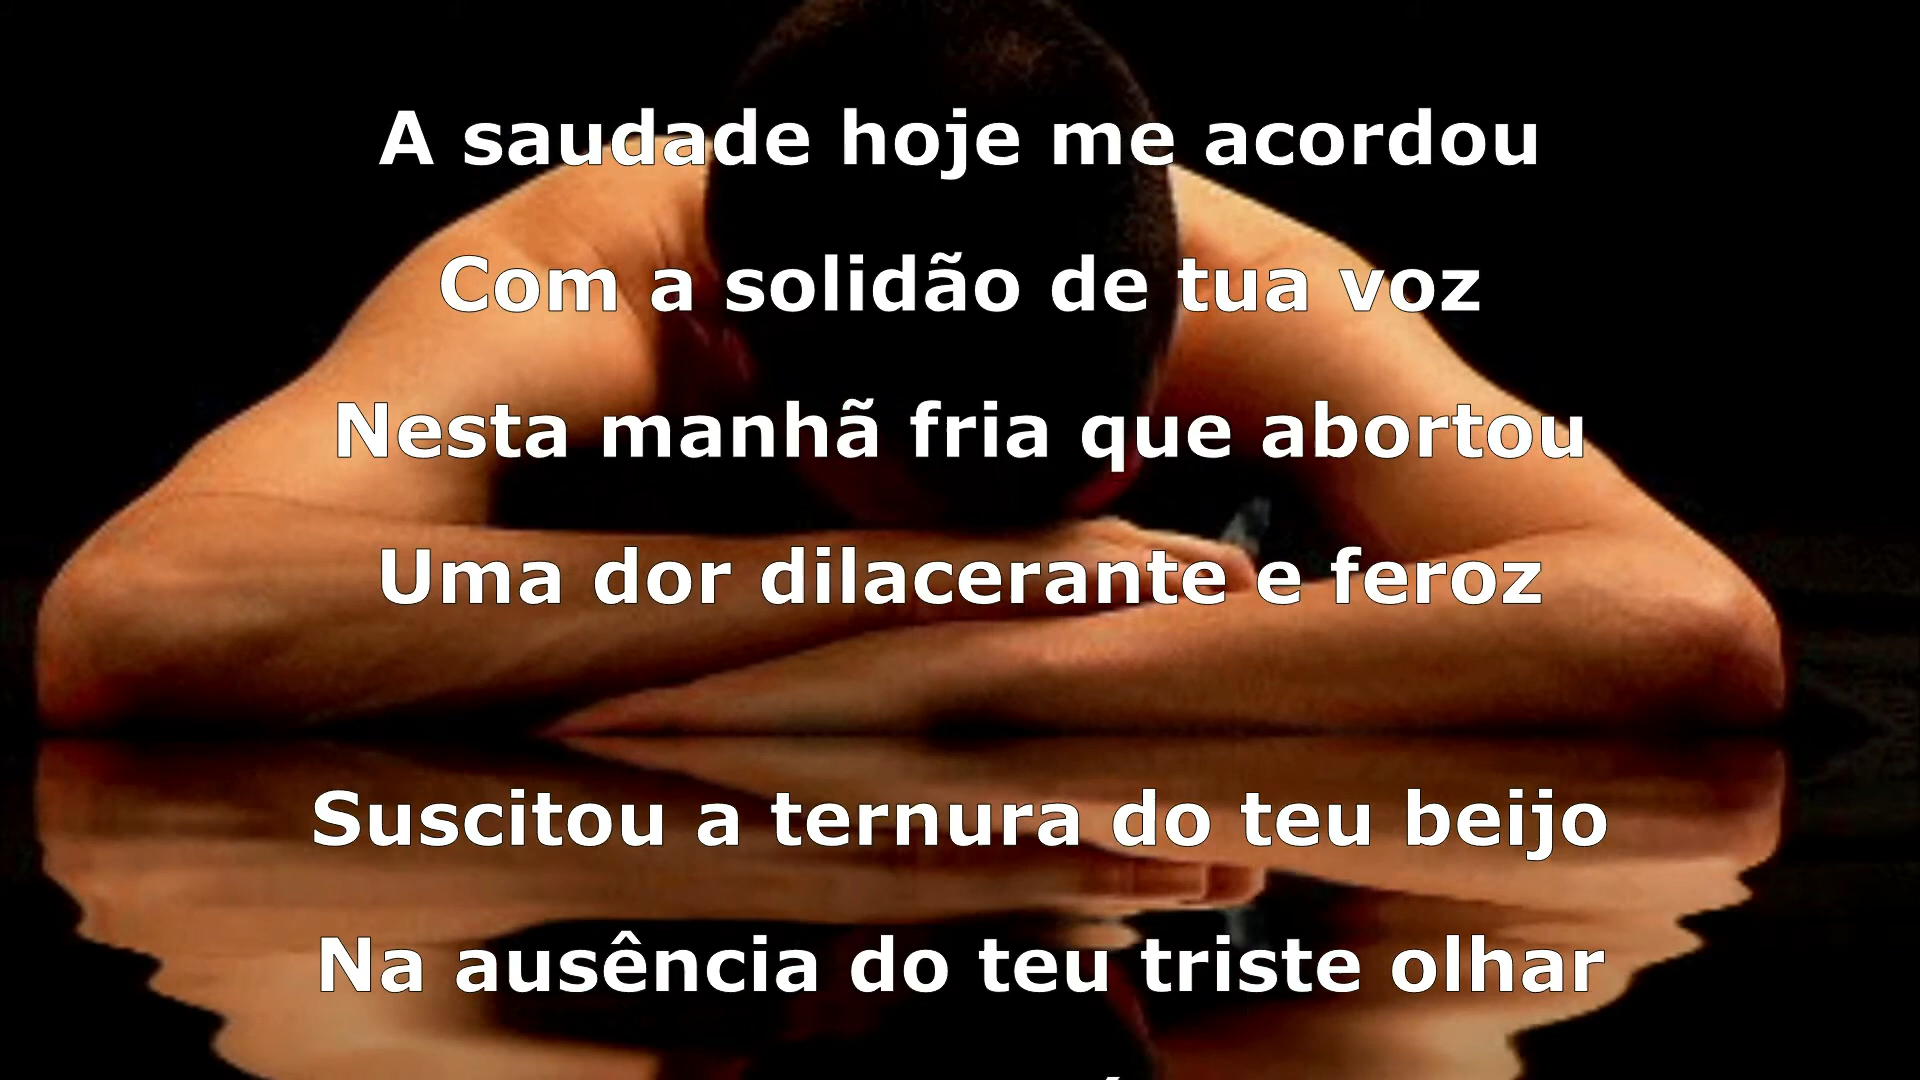 A saudade hoje me acordou
Com a solidão de tua voz
Nesta manhã fria que abortou
Uma dor dilacerante e feroz
Suscitou a ternura do teu beijo
Na ausência do teu triste olhar